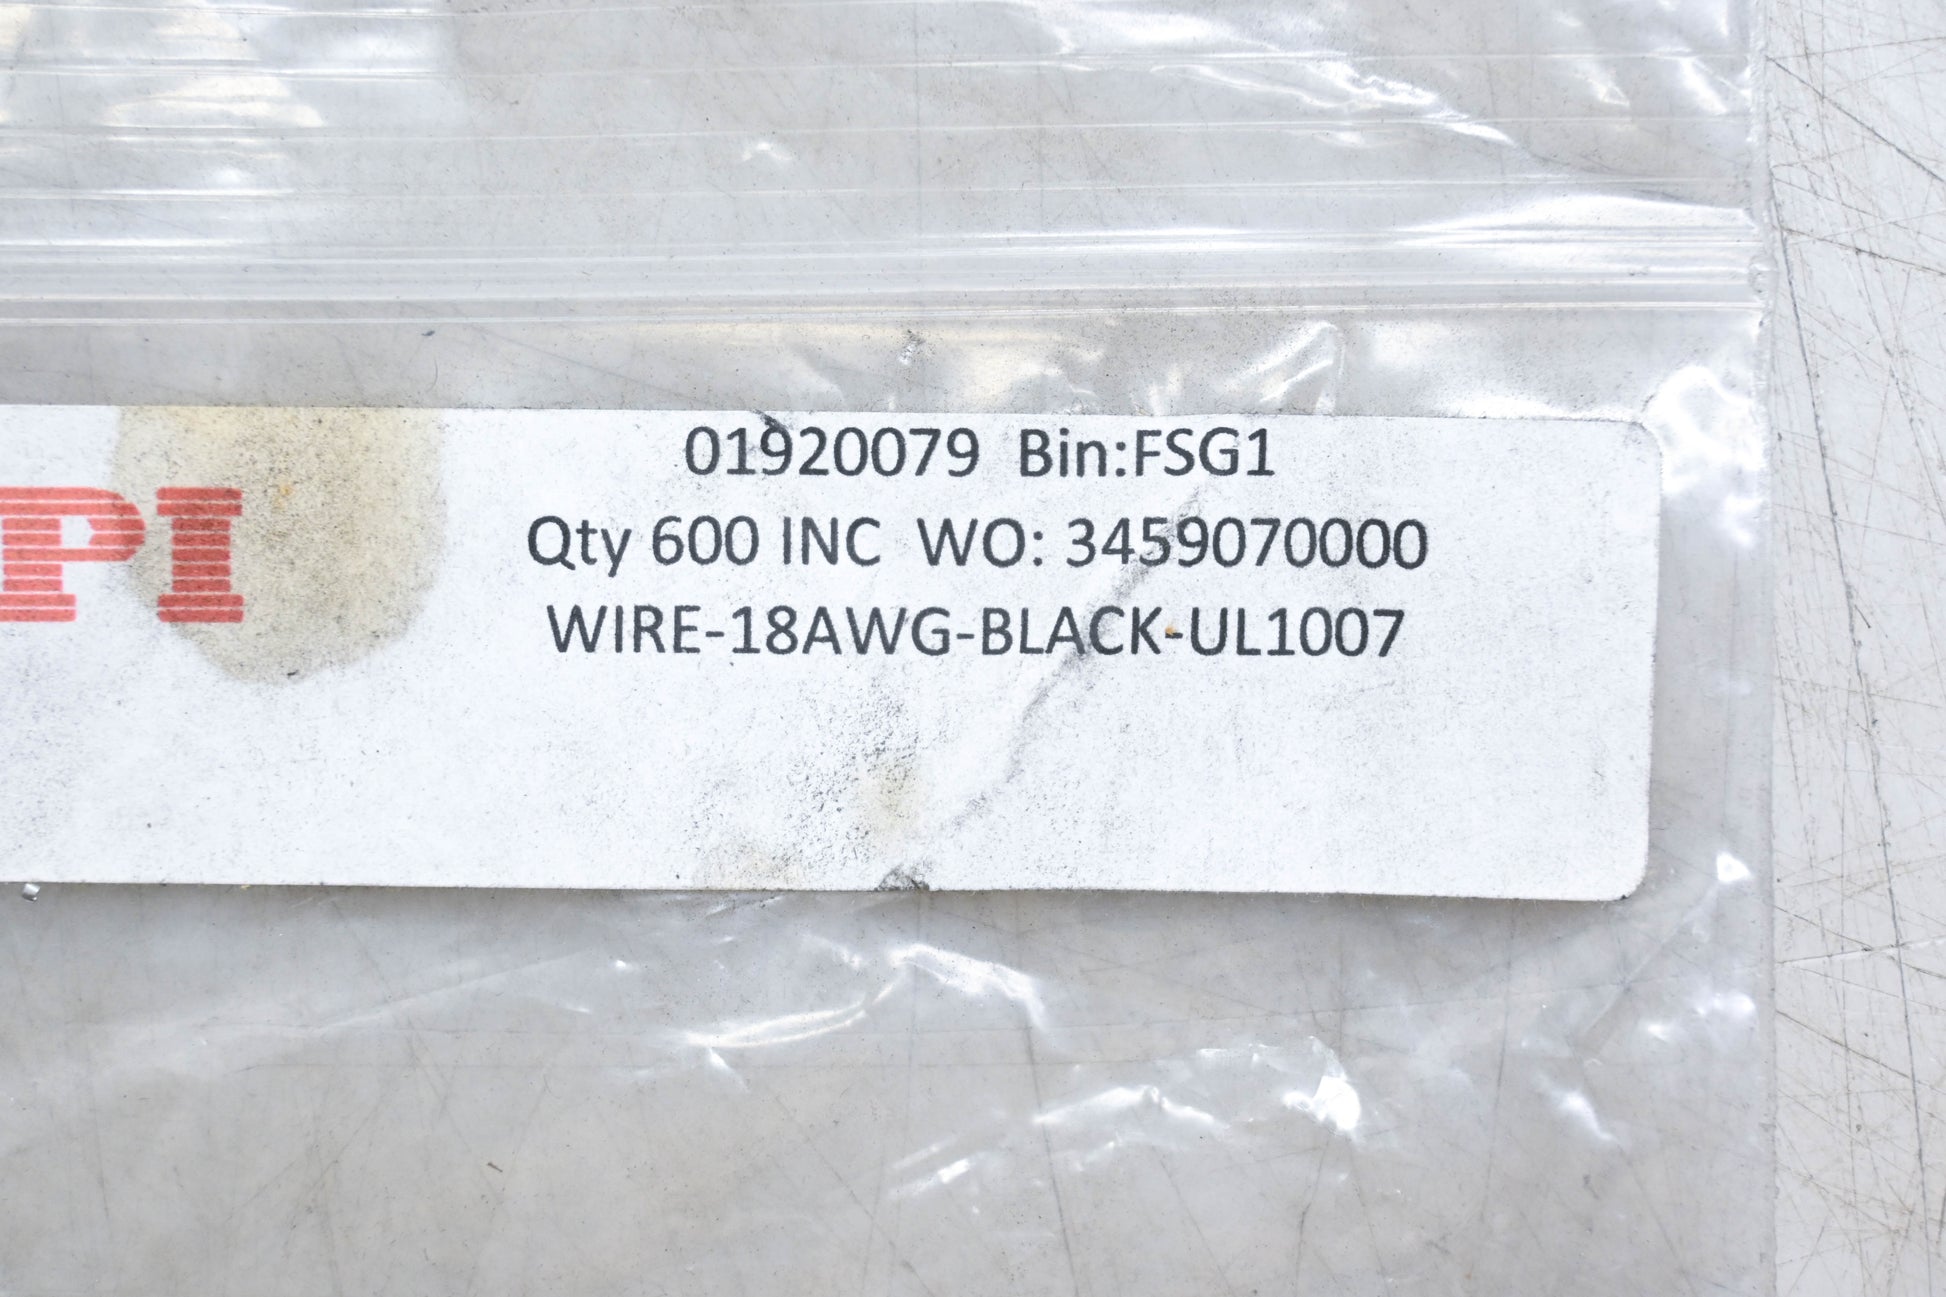 01920079 Bin:FSG1
PI
Qty 600 INC WO: 3459070000
WIRE-18AWG-BLACK-UL1007